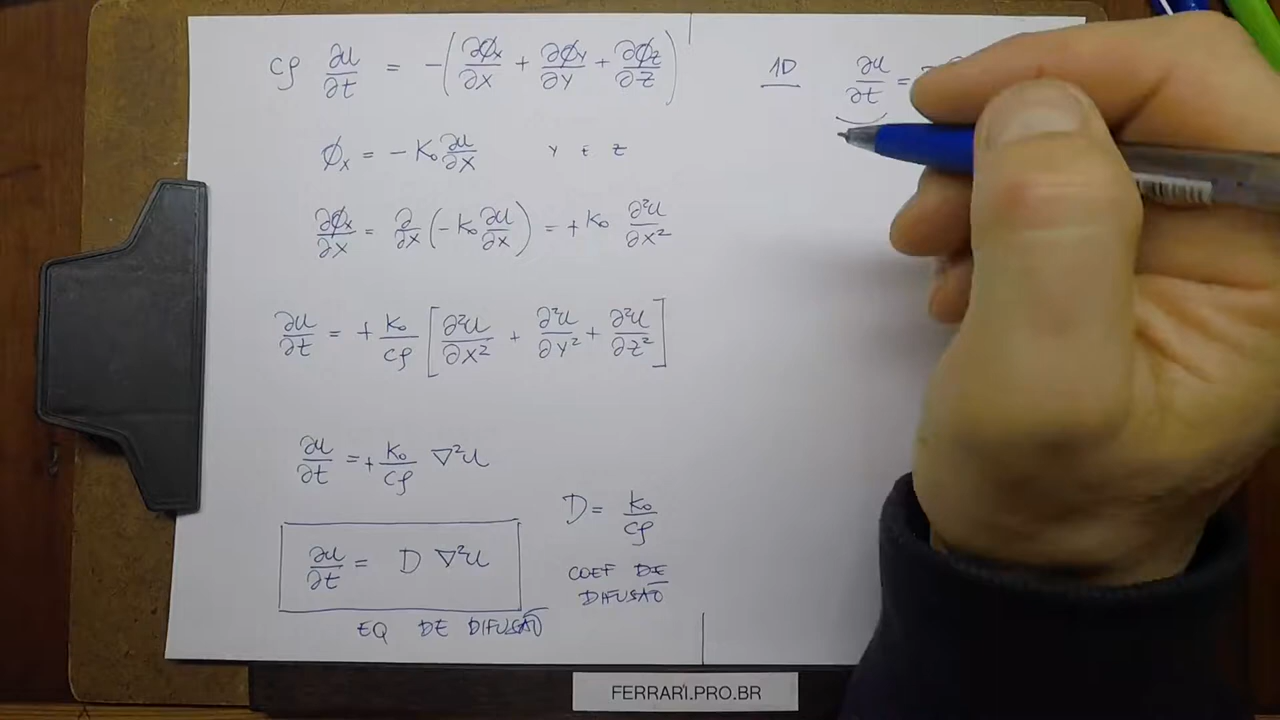 cρ ∂u/∂t = -(∂ϕx/∂x + ∂ϕy/∂y + ∂ϕz/∂z)
ϕx = - K₀ ∂u/∂x   Y E Z
∂ϕx/∂x = ∂/∂x (- K₀ ∂u/∂x) = + K₀ ∂²u/∂x²
∂u/∂t = + K₀/cρ [∂²u/∂x² + ∂²u/∂y² + ∂²u/∂z²]
∂u/∂t = + K₀/cρ ∇²u
D = K₀/cρ
COEF DE
DIFUSÃO
∂u/∂t = D ∇²u
EQ DE DIFUSÃO
1D   ∂u/∂t =
FERRARI.PRO.BR